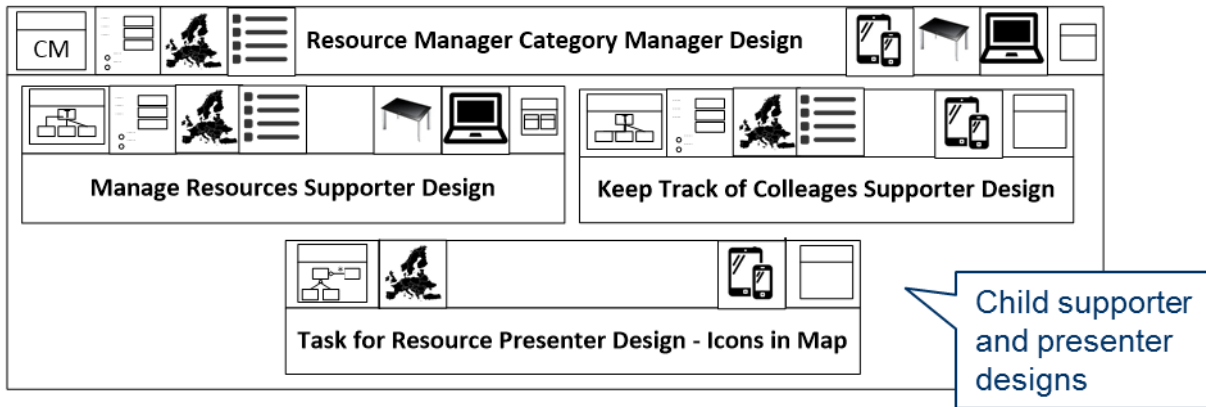 CM
Resource Manager Category Manager Design
Manage Resources Supporter Design
Keep Track of Colleages Supporter Design
Task for Resource Presenter Design - Icons in Map
Child supporter
and presenter
designs